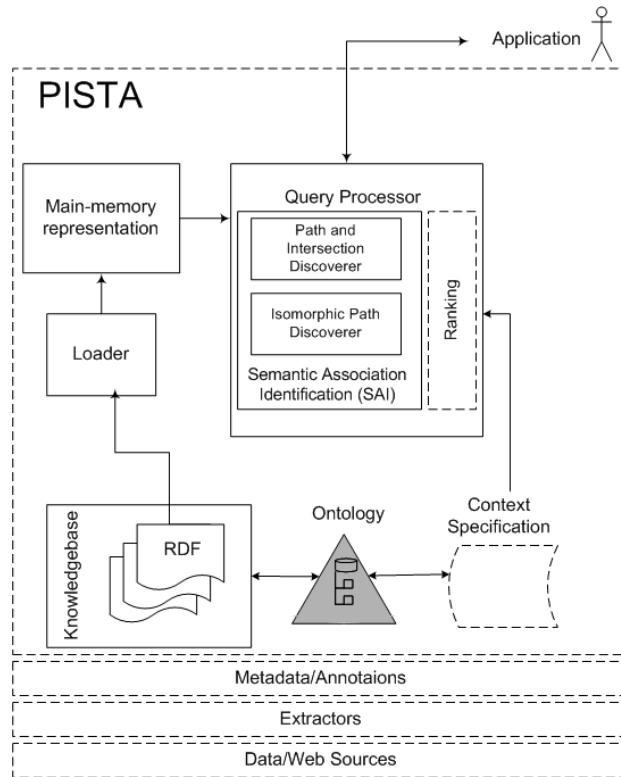 Application
PISTA
Main-memory
representation
Query Processor
Path and
Intersection
Discoverer
Isomorphic Path
Discoverer
Semantic Association
Identification (SAI)
Ranking
Loader
Knowledgebase
RDF
Ontology
Context
Specification
Metadata/Annotaions
Extractors
Data/Web Sources